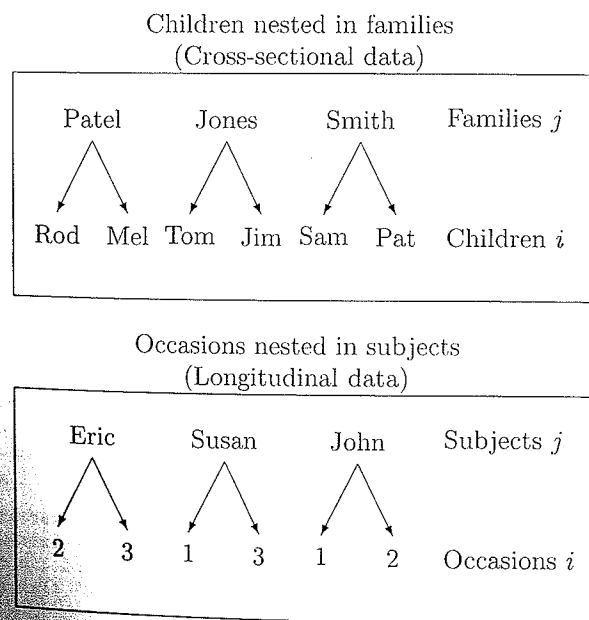 Children nested in families
(Cross-sectional data)
Patel Jones Smith Families j
Rod Mel Tom Jim Sam Pat Children i
Occasions nested in subjects
(Longitudinal data)
Eric Susan John Subjects j
2 3 1 3 1 2 Occasions i